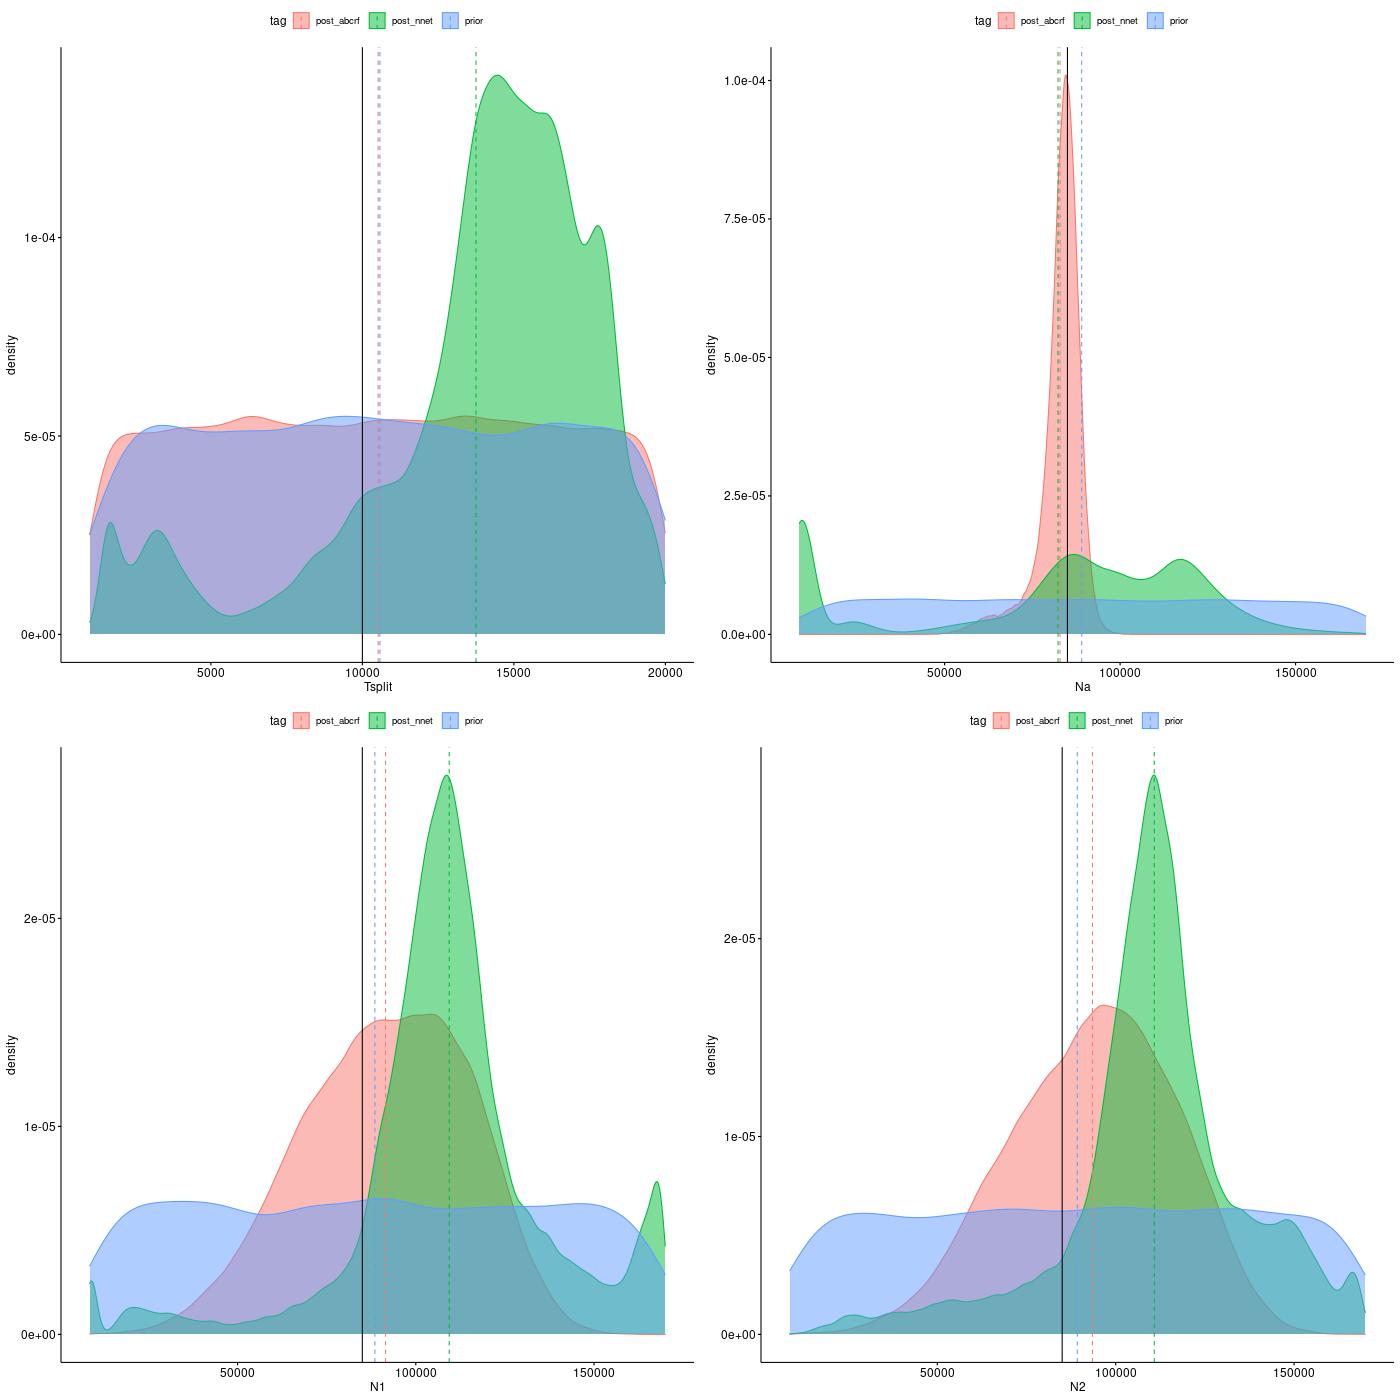 tag post_abcrf post_nnet prior
1e-04
5e-05
0e+00
density
5000 10000 15000 20000
Tsplit
tag post_abcrf post_nnet prior
1.0e-04
7.5e-05
5.0e-05
2.5e-05
0.0e+00
density
50000 100000 150000
Na
tag post_abcrf post_nnet prior
2e-05
1e-05
0e+00
density
50000 100000 150000
N1
tag post_abcrf post_nnet prior
2e-05
1e-05
0e+00
density
50000 100000 150000
N2